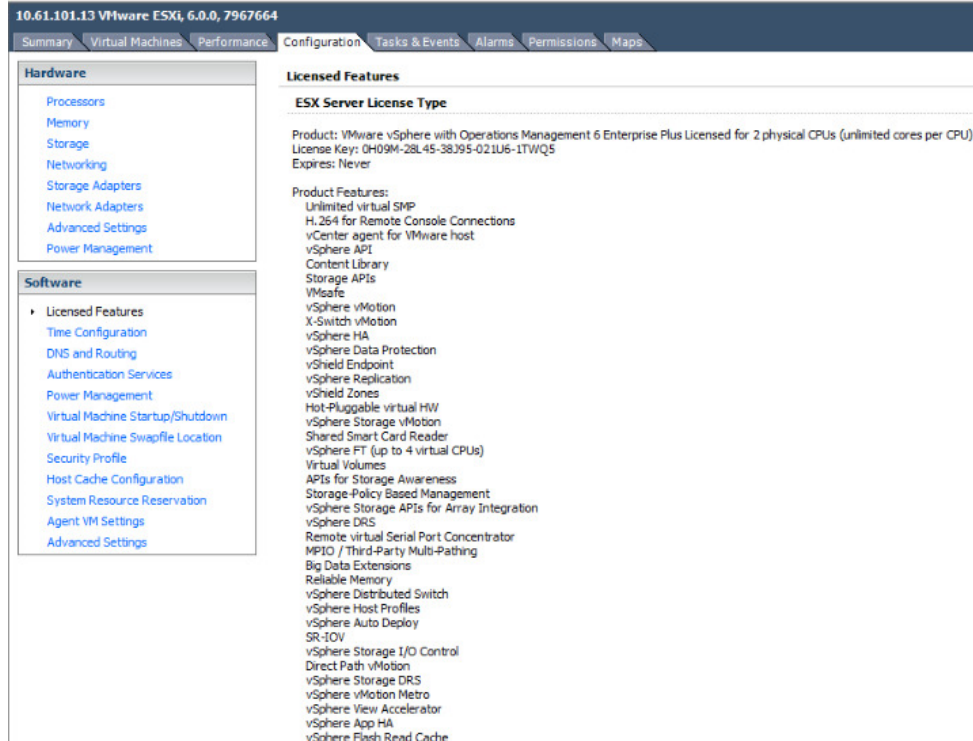 10.61.101.13 VMware ESXi, 6.0.0, 7967664
Summary Virtual Machines Performance Configuration Tasks & Events Alarms Permissions Maps
Hardware
Processors
Memory
Storage
Networking
Storage Adapters
Network Adapters
Advanced Settings
Power Management
Software
Licensed Features
Time Configuration
DNS and Routing
Authentication Services
Power Management
Virtual Machine Startup/Shutdown
Virtual Machine Swapfile Location
Security Profile
Host Cache Configuration
System Resource Reservation
Agent VM Settings
Advanced Settings
Licensed Features
ESX Server License Type
Product: VMware vSphere with Operations Management 6 Enterprise Plus Licensed for 2 physical CPUs (unlimited cores per CPU)
License Key: 0H09M-28L45-38J95-021U6-1TWQ5
Expires: Never
Product Features:
Unlimited virtual SMP
H.264 for Remote Console Connections
vCenter agent for VMware host
vSphere API
Content Library
Storage APIs
VMsafe
vSphere vMotion
X-Switch vMotion
vSphere HA
vSphere Data Protection
vShield Endpoint
vSphere Replication
vShield Zones
Hot-Pluggable virtual HW
vSphere Storage vMotion
Shared Smart Card Reader
vSphere FT (up to 4 virtual CPUs)
Virtual Volumes
APIs for Storage Awareness
Storage-Policy Based Management
vSphere Storage APIs for Array Integration
vSphere DRS
Remote virtual Serial Port Concentrator
MPIO / Third-Party Multi-Pathing
Big Data Extensions
Reliable Memory
vSphere Distributed Switch
vSphere Host Profiles
vSphere Auto Deploy
SR-IOV
vSphere Storage I/O Control
Direct Path vMotion
vSphere Storage DRS
vSphere vMotion Metro
vSphere View Accelerator
vSphere App HA
vSphere Flash Read Cache